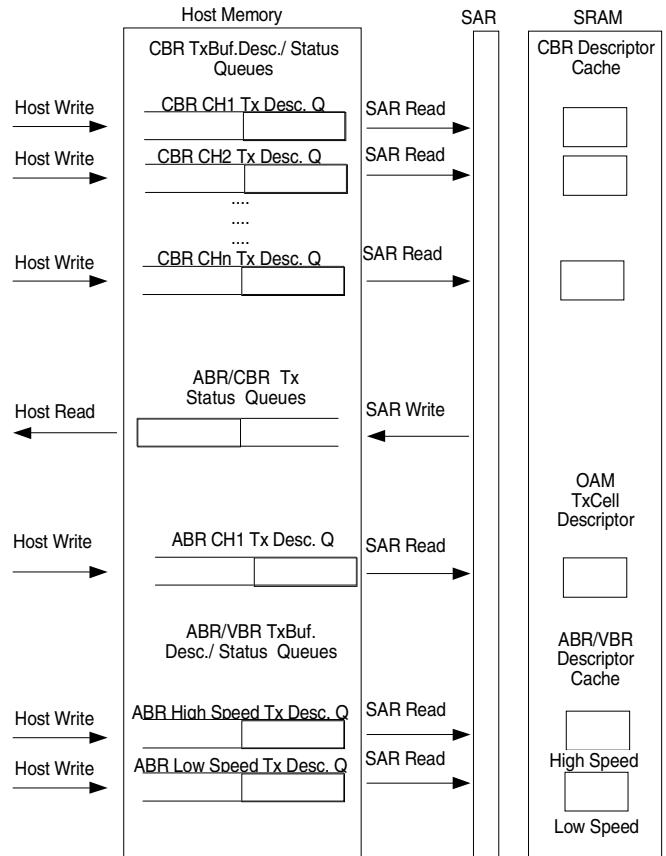 Host Memory
SAR
SRAM
CBR TxBuf.Desc./ Status
Queues
CBR Descriptor
Cache
Host Write
CBR CH1 Tx Desc. Q
SAR Read
Host Write
CBR CH2 Tx Desc. Q
SAR Read
....
....
....
Host Write
CBR CHn Tx Desc. Q
SAR Read
ABR/CBR Tx
Status Queues
Host Read
SAR Write
OAM
TxCell
Descriptor
Host Write
ABR CH1 Tx Desc. Q
SAR Read
ABR/VBR TxBuf.
Desc./ Status Queues
ABR/VBR
Descriptor
Cache
Host Write
ABR High Speed Tx Desc. Q
SAR Read
High Speed
Host Write
ABR Low Speed Tx Desc. Q
SAR Read
Low Speed